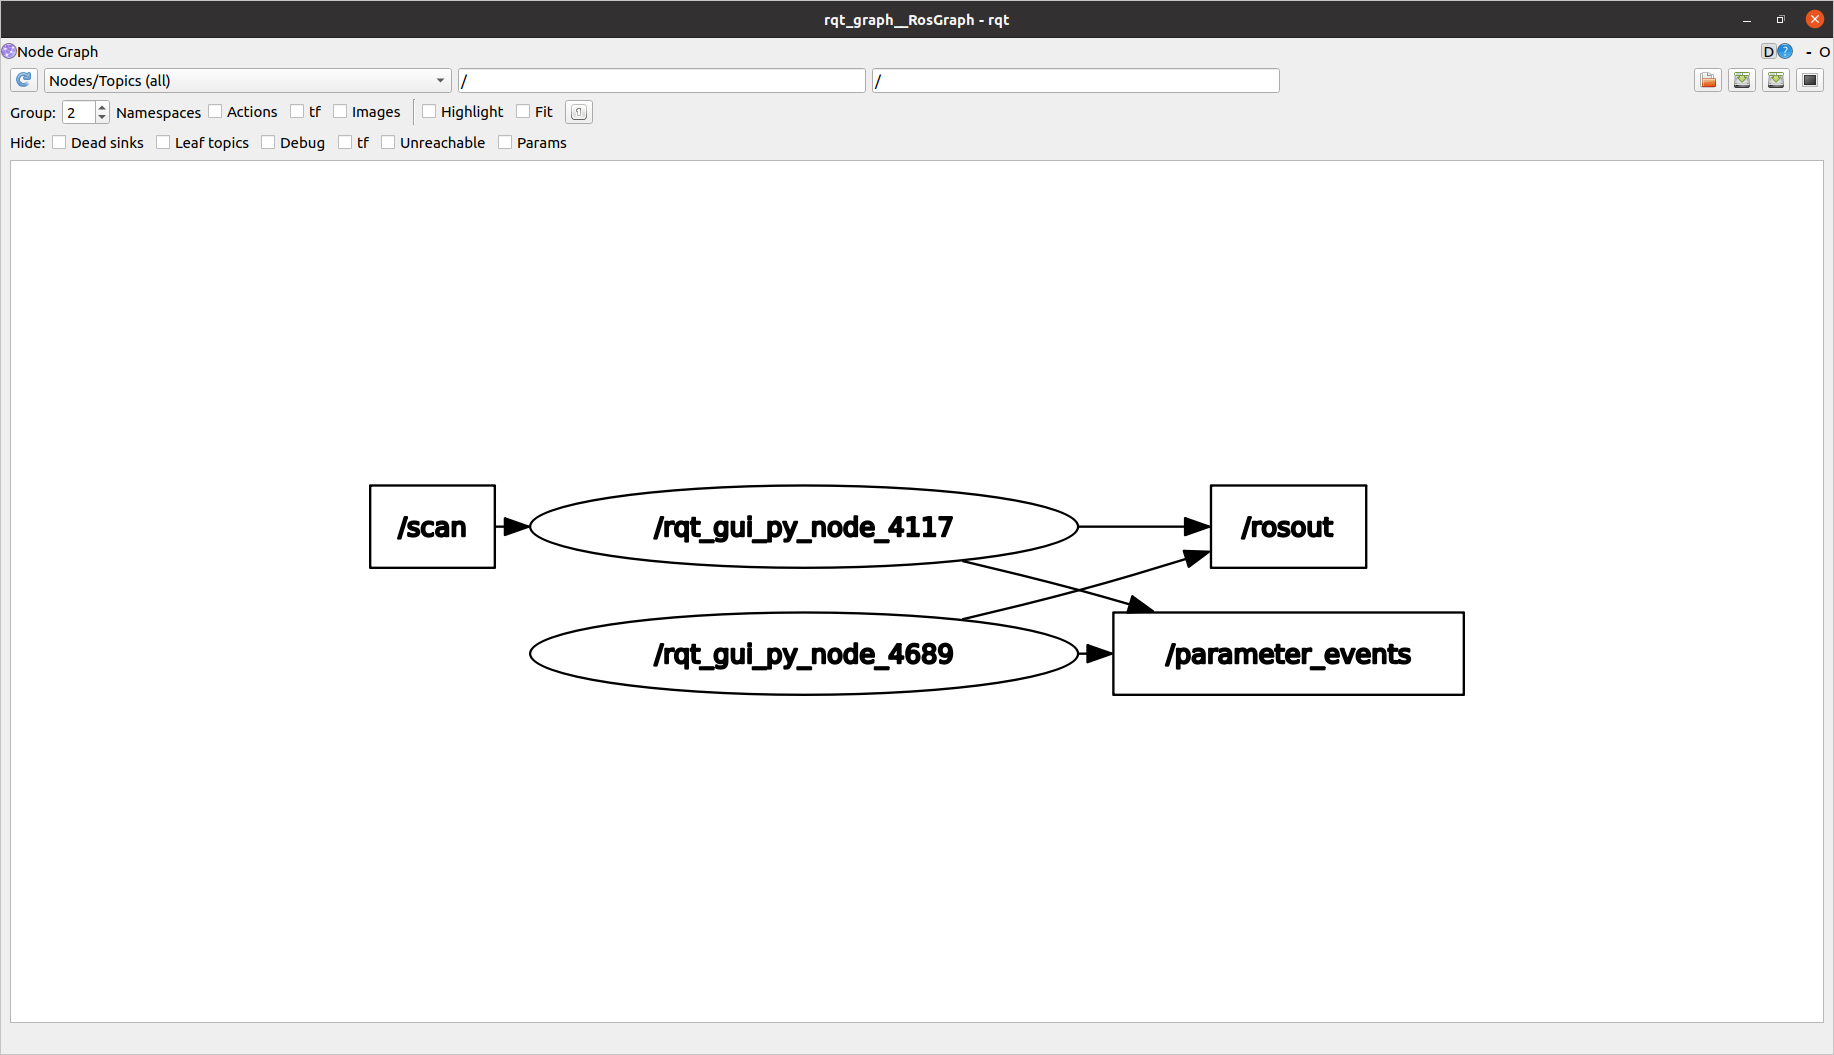 rqt_graph__RosGraph - rqt
Node Graph
D ? - O
Nodes/Topics (all) / /
Group: 2 Namespaces Actions tf Images Highlight Fit
Hide: Dead sinks Leaf topics Debug tf Unreachable Params
/scan /rqt_gui_py_node_4117 /rosout
/rqt_gui_py_node_4689 /parameter_events